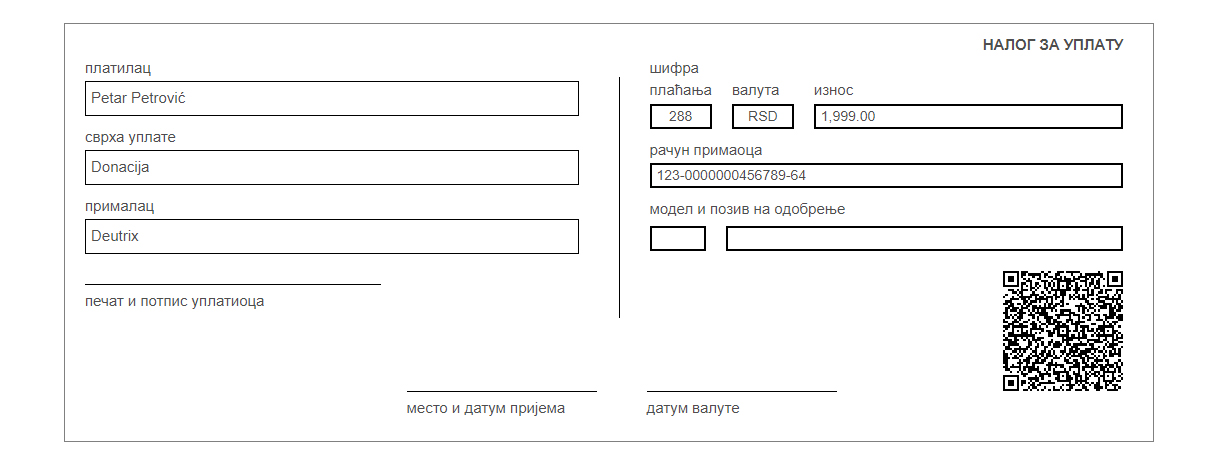 НАЛОГ ЗА УПЛАТУ
платилац
Petar Petrović
сврха уплате
Donacija
прималац
Deutrix
печат и потпис уплатиоца
шифра
плаћања валута износ
288 RSD 1,999.00
рачун примаоца
123-0000000456789-64
модел и позив на одобрење
место и датум пријема
датум валуте